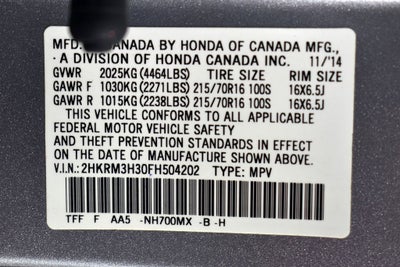 MFD. CANADA BY HONDA OF CANADA MFG.,
A DIVISION OF HONDA CANADA INC. 11/'14
GVWR 2025KG (4464LBS) TIRE SIZE RIM SIZE
GAWR F 1030KG (2271LBS) 215/70R16 100S 16X6.5J
GAWR R 1015KG (2238LBS) 215/70R16 100S 16X6.5J
THIS VEHICLE CONFORMS TO ALL APPLICABLE
FEDERAL MOTOR VEHICLE SAFETY
AND THEFT PREVENTION STANDARDS IN EFFECT ON THE
DATE OF MANUFACTURE SHOWN ABOVE.
V.I.N.: 2HKRM3H30FH504202 TYPE: MPV
TFF F AA5 -NH700MX -B -H